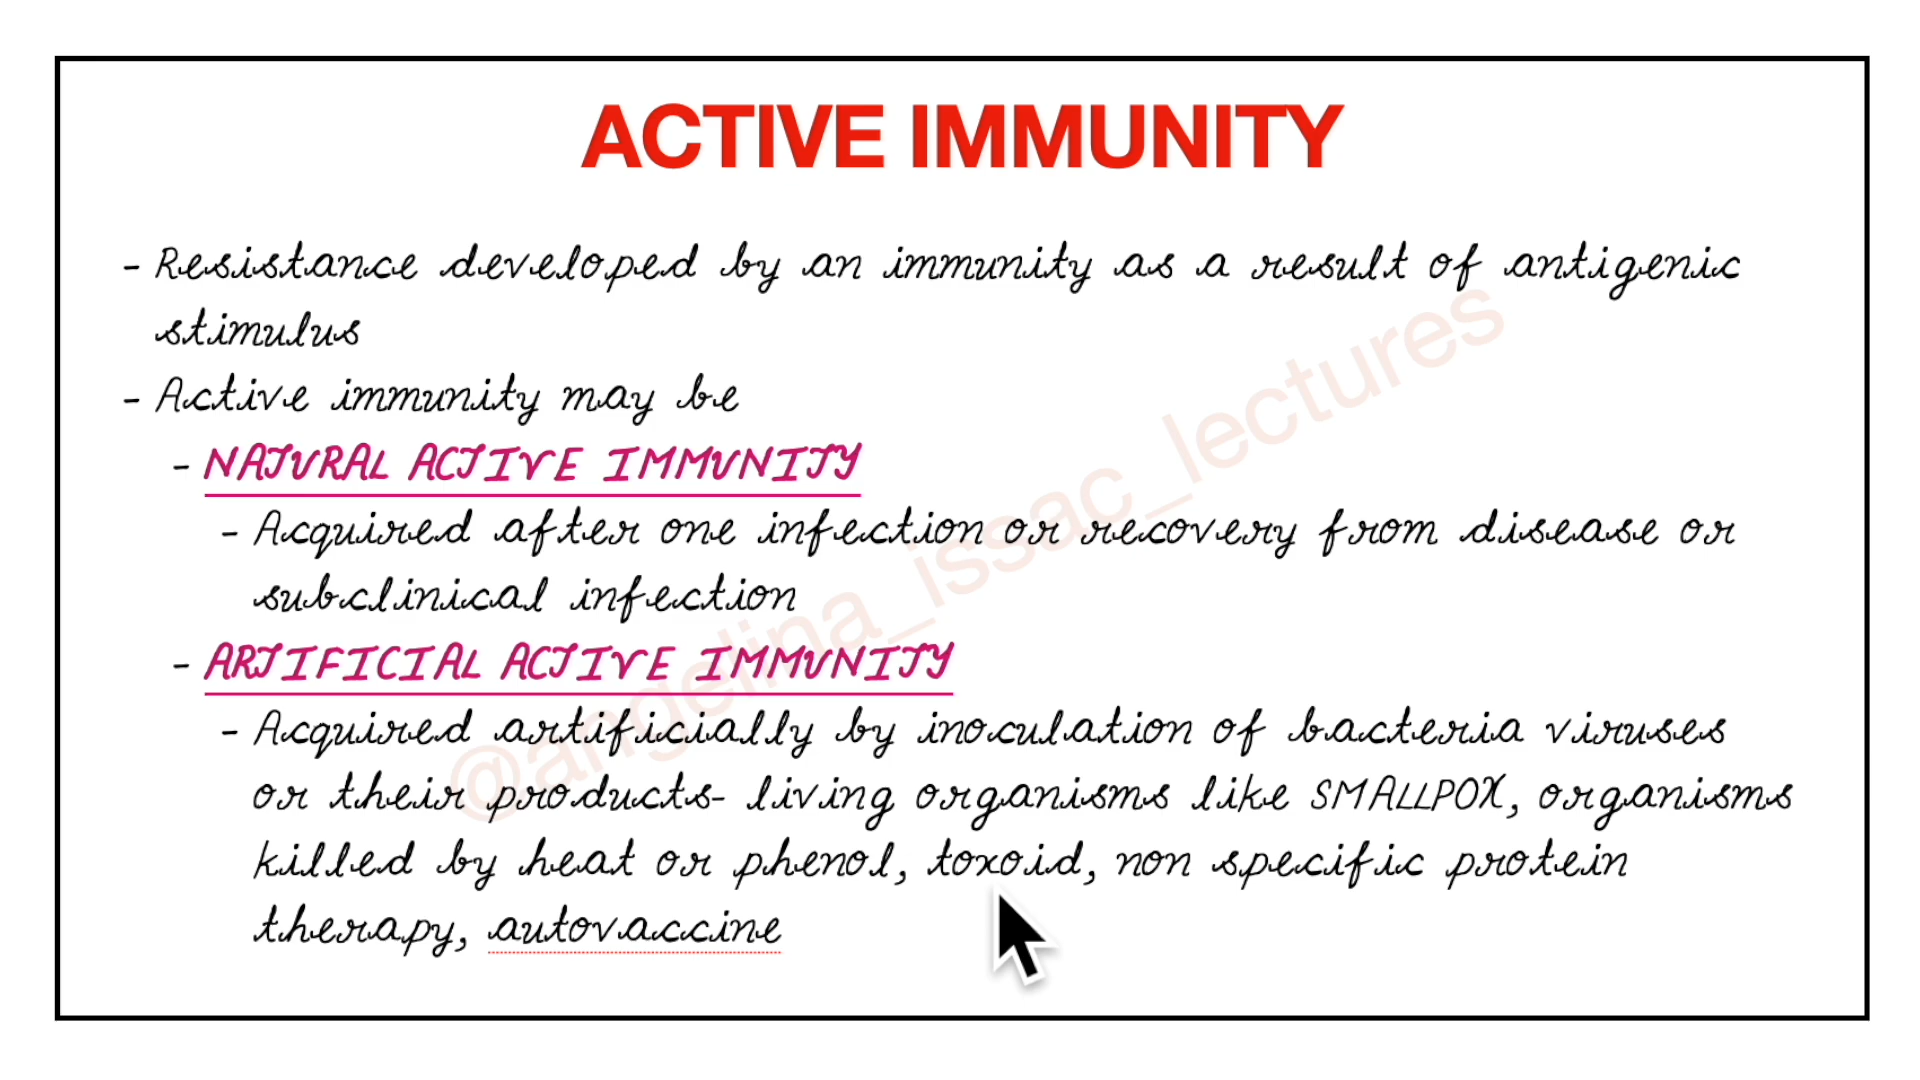 ACTIVE IMMUNITY
- Resistance developed by an immunity as a result of antigenic
stimulus
- Active immunity may be
- NATURAL ACTIVE IMMUNITY
- Acquired after one infection or recovery from disease or
subclinical infection
- ARTIFICIAL ACTIVE IMMUNITY
- Acquired artificially by inoculation of bacteria viruses
or their products- living organisms like SMALLPOX, organisms
killed by heat or phenol, toxoid, non specific protein
therapy, autovaccine
@angelina_issac_lectures